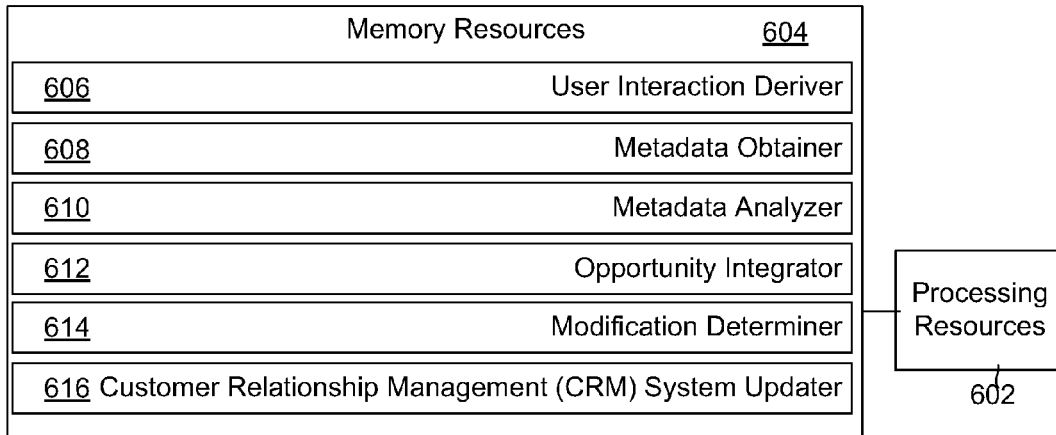 Memory Resources 604
606 User Interaction Deriver
608 Metadata Obtainer
610 Metadata Analyzer
612 Opportunity Integrator
614 Modification Determiner
616 Customer Relationship Management (CRM) System Updater
Processing
Resources
602